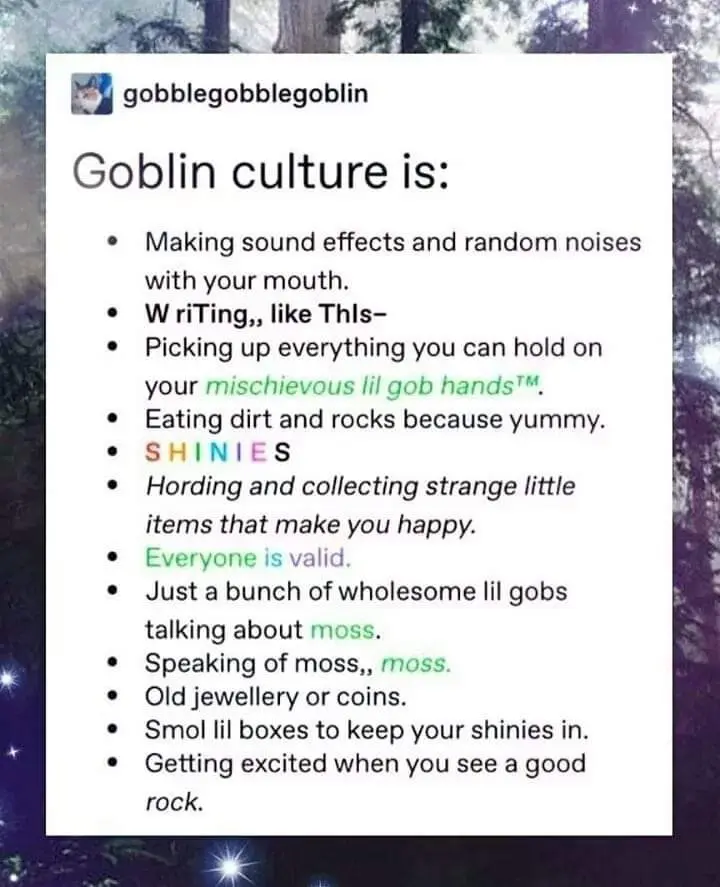 gobblegobblegoblin
Goblin culture is:
• Making sound effects and random noises
with your mouth.
• W riTing,, like ThIs–
• Picking up everything you can hold on
your mischievous lil gob hands™.
• Eating dirt and rocks because yummy.
• S H I N I E S
• Hording and collecting strange little
items that make you happy.
• Everyone is valid.
• Just a bunch of wholesome lil gobs
talking about moss.
• Speaking of moss,, moss.
• Old jewellery or coins.
• Smol lil boxes to keep your shinies in.
• Getting excited when you see a good
rock.